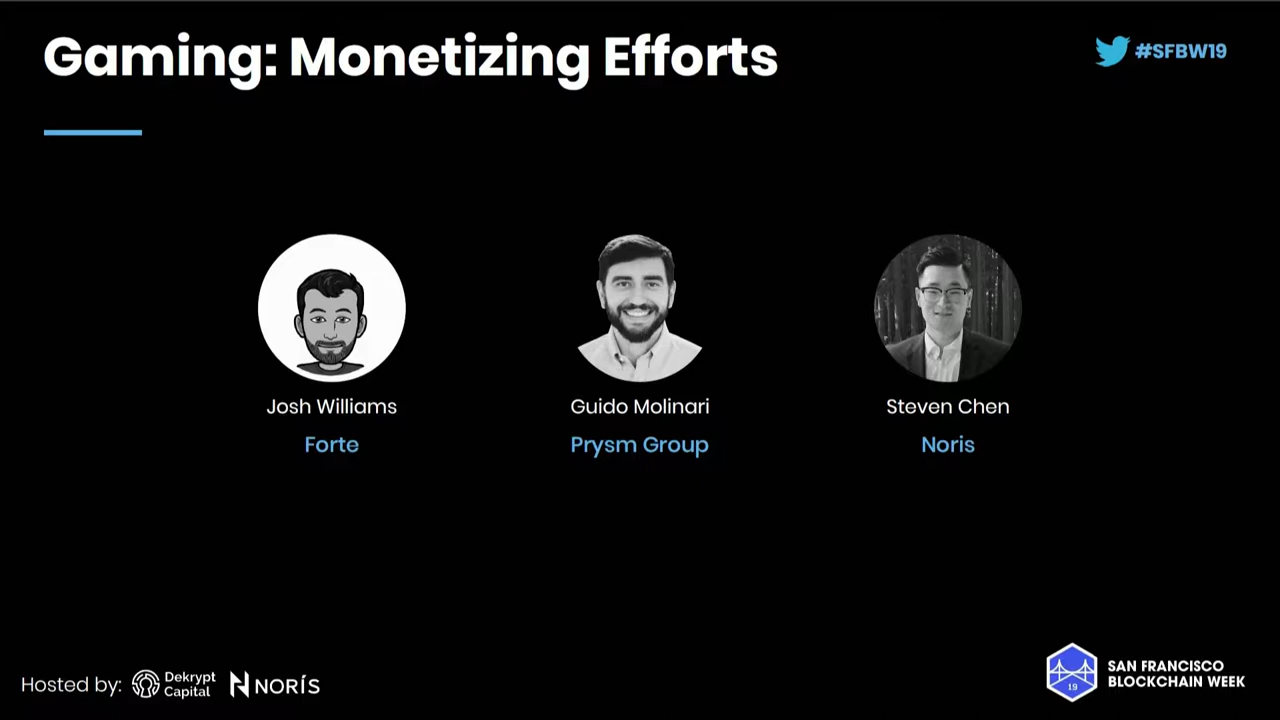 Gaming: Monetizing Efforts
#SFBW19
Josh Williams
Forte
Guido Molinari
Prysm Group
Steven Chen
Noris
Hosted by:
Dekrypt
Capital
NORÍS
19
SAN FRANCISCO
BLOCKCHAIN WEEK